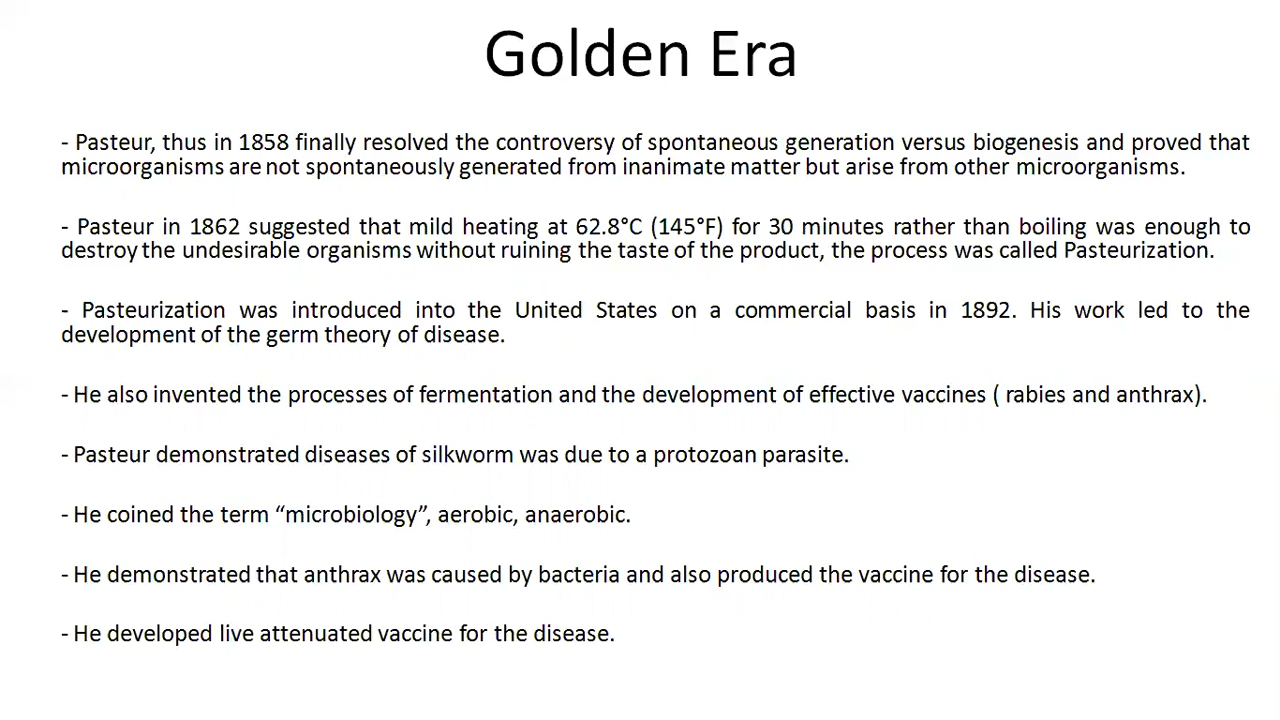 Golden Era
- Pasteur, thus in 1858 finally resolved the controversy of spontaneous generation versus biogenesis and proved that
microorganisms are not spontaneously generated from inanimate matter but arise from other microorganisms.
- Pasteur in 1862 suggested that mild heating at 62.8°C (145°F) for 30 minutes rather than boiling was enough to
destroy the undesirable organisms without ruining the taste of the product, the process was called Pasteurization.
- Pasteurization was introduced into the United States on a commercial basis in 1892. His work led to the
development of the germ theory of disease.
- He also invented the processes of fermentation and the development of effective vaccines ( rabies and anthrax).
- Pasteur demonstrated diseases of silkworm was due to a protozoan parasite.
- He coined the term “microbiology”, aerobic, anaerobic.
- He demonstrated that anthrax was caused by bacteria and also produced the vaccine for the disease.
- He developed live attenuated vaccine for the disease.